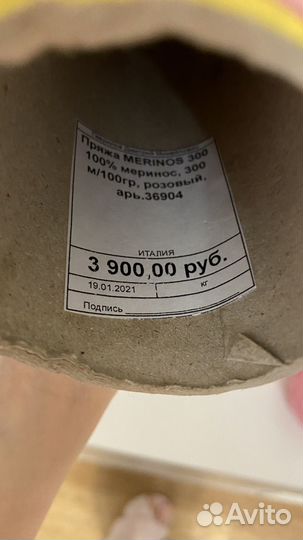 Пряжа MERINOS 300
100% меринос, 300
м/100гр, розовый,
арь.36904
ИТАЛИЯ
3 900,00 руб.
19.01.2021 кг
Подпись
Avito